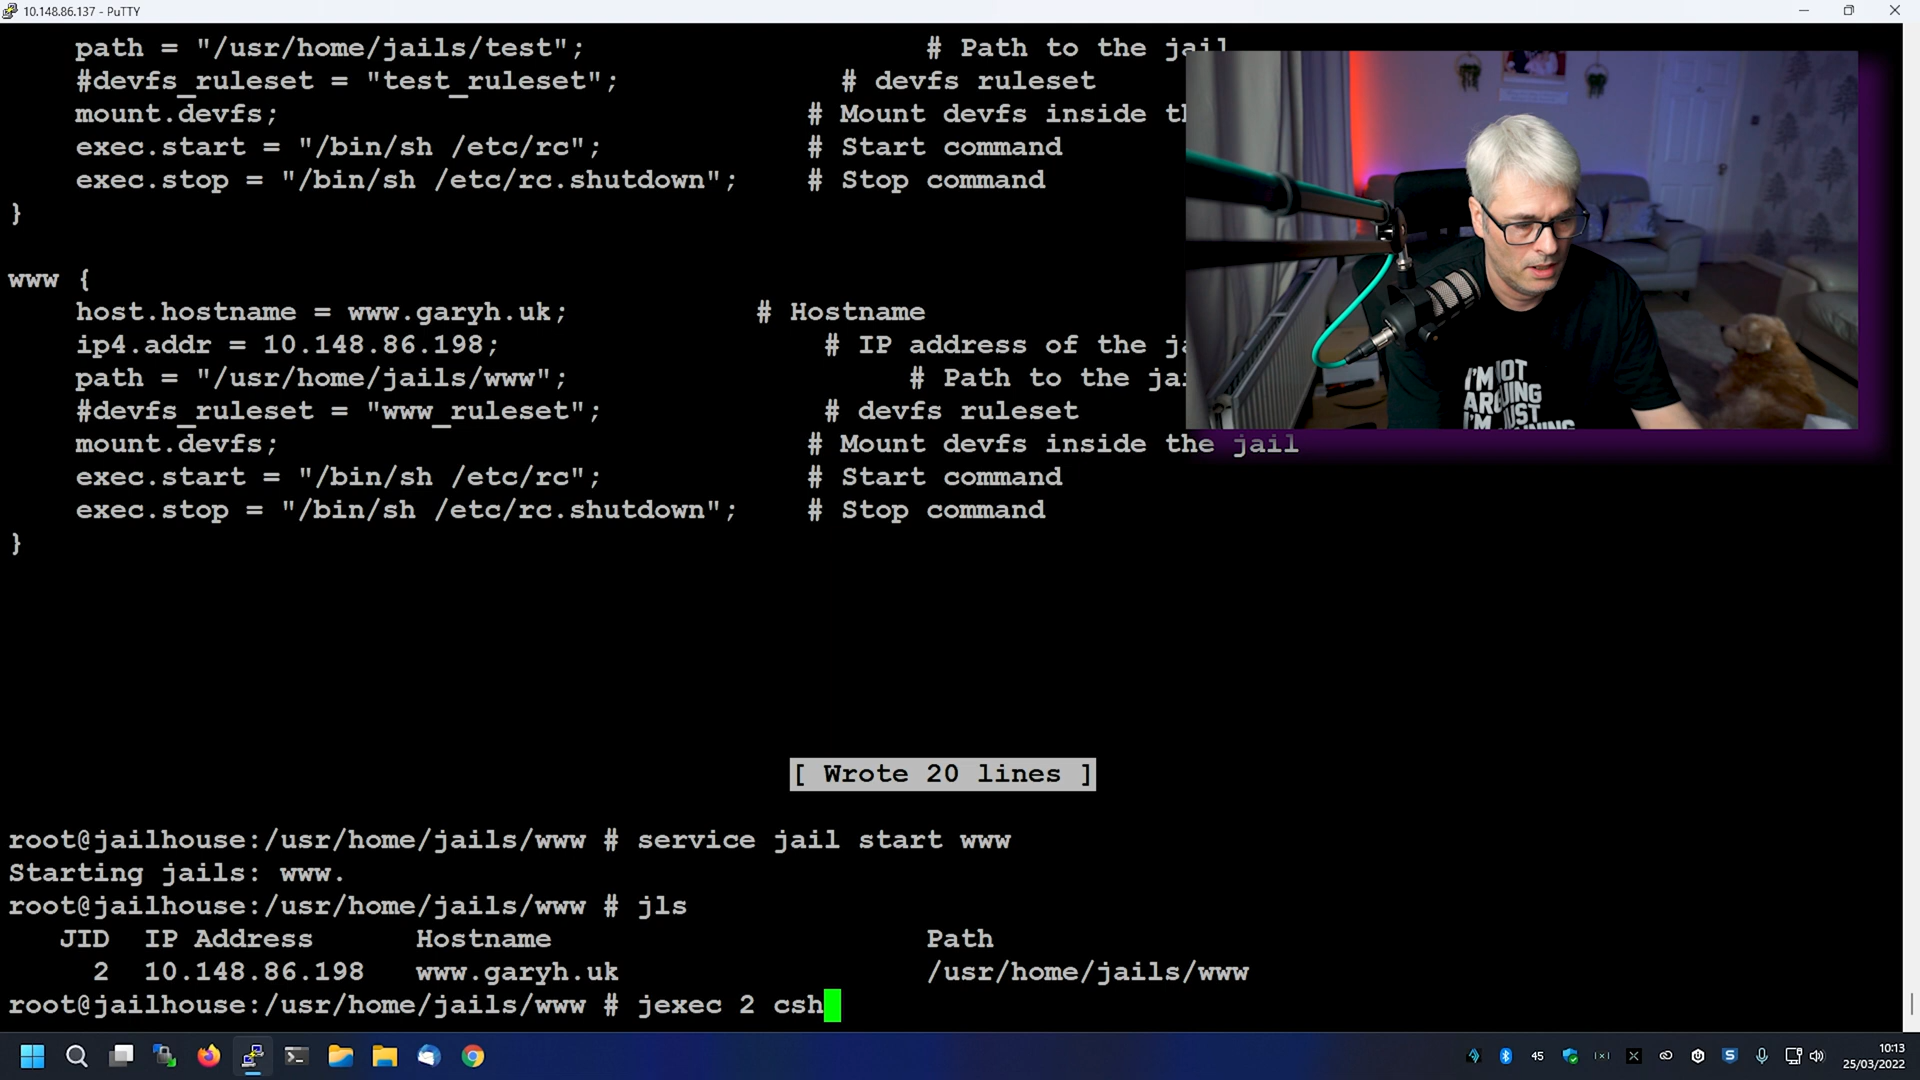 10.148.86.137 - PuTTY
path = "/usr/home/jails/test"; # Path to the jail
#devfs_ruleset = "test_ruleset"; # devfs ruleset
mount.devfs; # Mount devfs inside th
exec.start = "/bin/sh /etc/rc"; # Start command
exec.stop = "/bin/sh /etc/rc.shutdown"; # Stop command
}
www {
host.hostname = www.garyh.uk; # Hostname
ip4.addr = 10.148.86.198; # IP address of the ja
path = "/usr/home/jails/www"; # Path to the jai
#devfs_ruleset = "www_ruleset"; # devfs ruleset
mount.devfs; # Mount devfs inside the jail
exec.start = "/bin/sh /etc/rc"; # Start command
exec.stop = "/bin/sh /etc/rc.shutdown"; # Stop command
}
I'M NOT
ARGUING
I'M JUST
[ Wrote 20 lines ]
root@jailhouse:/usr/home/jails/www # service jail start www
Starting jails: www.
root@jailhouse:/usr/home/jails/www # jls
JID IP Address Hostname Path
2 10.148.86.198 www.garyh.uk /usr/home/jails/www
root@jailhouse:/usr/home/jails/www # jexec 2 csh
45
10:13
25/03/2022